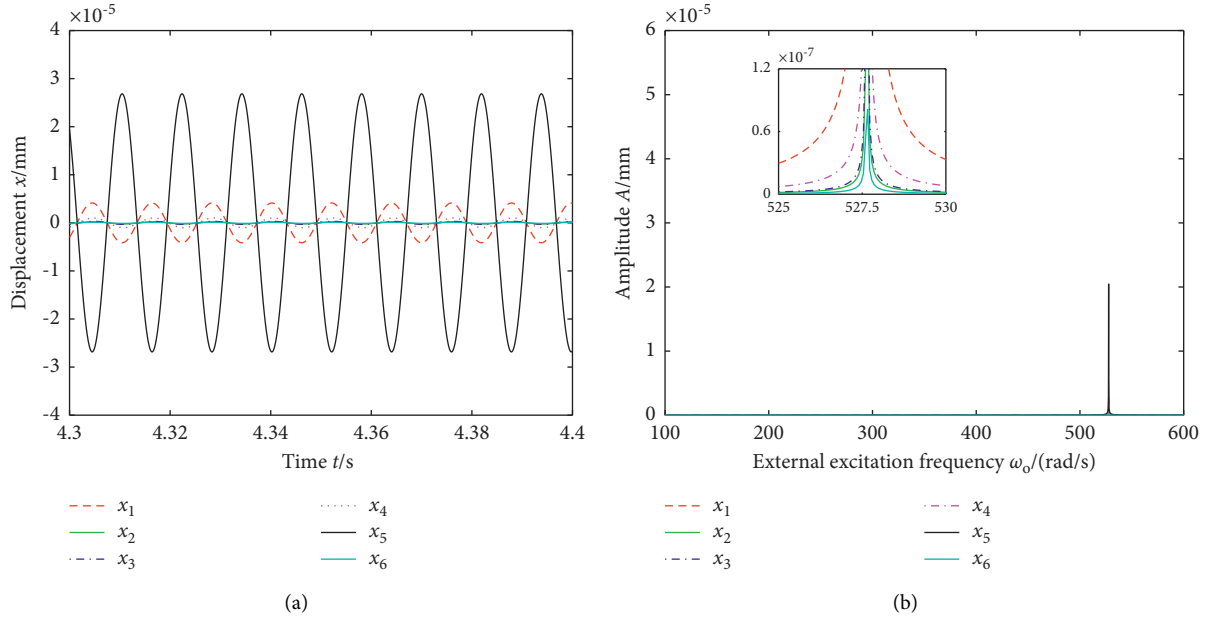 ×10⁻⁵
4
3
2
1
0
-1
-2
-3
-4
Displacement x/mm
4.3 4.32 4.34 4.36 4.38 4.4
Time t/s
x₁ x₄
x₂ x₅
x₃ x₆
(a)
×10⁻⁵
6
5
4
3
2
1
0
Amplitude A/mm
×10⁻⁷
1.2
0.6
0
525 527.5 530
100 200 300 400 500 600
External excitation frequency ωₒ/(rad/s)
x₁ x₄
x₂ x₅
x₃ x₆
(b)